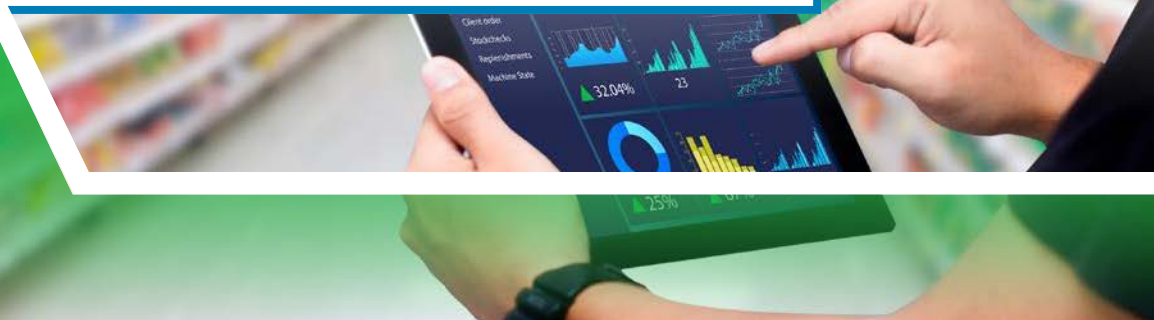 Client order
Stockchecks
Replenishments
Machine State
32.04%
23
25%